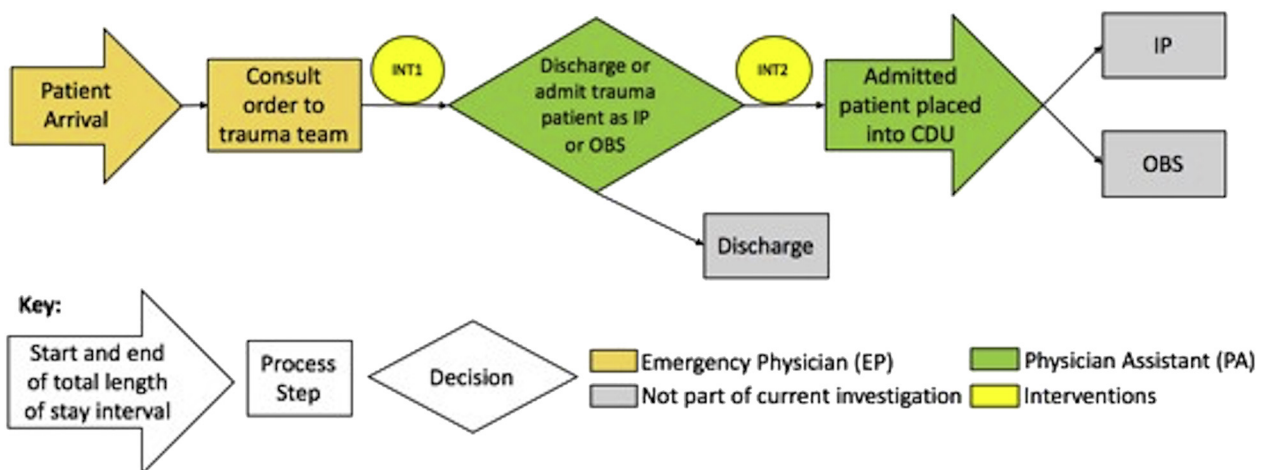 Patient
Arrival
Consult
order to
trauma team
INT1
Discharge or
admit trauma
patient as IP
or OBS
INT2
Admitted
patient placed
into CDU
IP
OBS
Discharge
Key:
Start and end
of total length
of stay interval
Process
Step
Decision
Emergency Physician (EP)
Physician Assistant (PA)
Not part of current investigation
Interventions